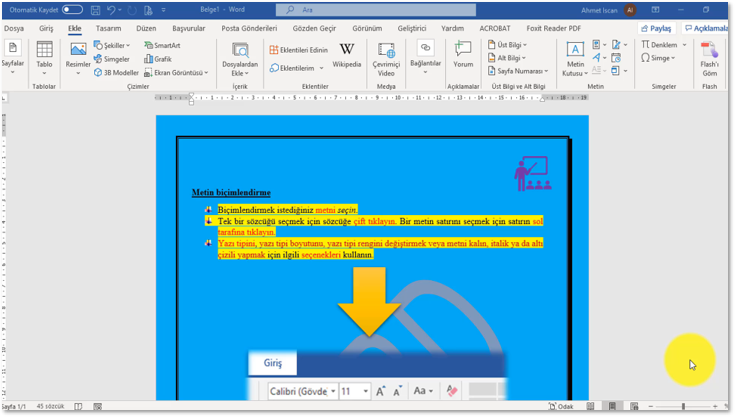 Otomatik Kaydet
Belge1 - Word
Ara
Ahmet Iscan
AI
Dosya Giriş Ekle Tasarım Düzen Başvurular Posta Gönderileri Gözden Geçir Görünüm Geliştirici Yardım ACROBAT Foxit Reader PDF Paylaş Açıklamala
Sayfalar
Tablo
Resimler
Şekiller
Simgeler
3B Modeller
SmartArt
Grafik
Ekran Görüntüsü
Dosyalardan
Ekle
Eklentileri Edinin
Eklentilerim
Wikipedia
Çevrimiçi
Video
Bağlantılar
Yorum
Üst Bilgi
Alt Bilgi
Sayfa Numarası
Metin
Kutusu
Denklem
Simge
Flash'ı
Göm
Tablolar Çizimler İçerik Eklentiler Medya Açıklamalar Üst Bilgi ve Alt Bilgi Metin Simgeler Flash
Metin biçimlendirme
Biçimlendirmek istediğiniz metni seçin.
Tek bir sözcüğü seçmek için sözcüğe çift tıklayın. Bir metin satırını seçmek için satırın sol
tarafına tıklayın.
Yazı tipini, yazı tipi boyutunu, yazı tipi rengini değiştirmek veya metni kalın, italik ya da altı
çizili yapmak için ilgili seçenekleri kullanın.
Giriş
Calibri (Gövde 11 A A Aa
Sayfa 1/1 45 sözcük
Odak